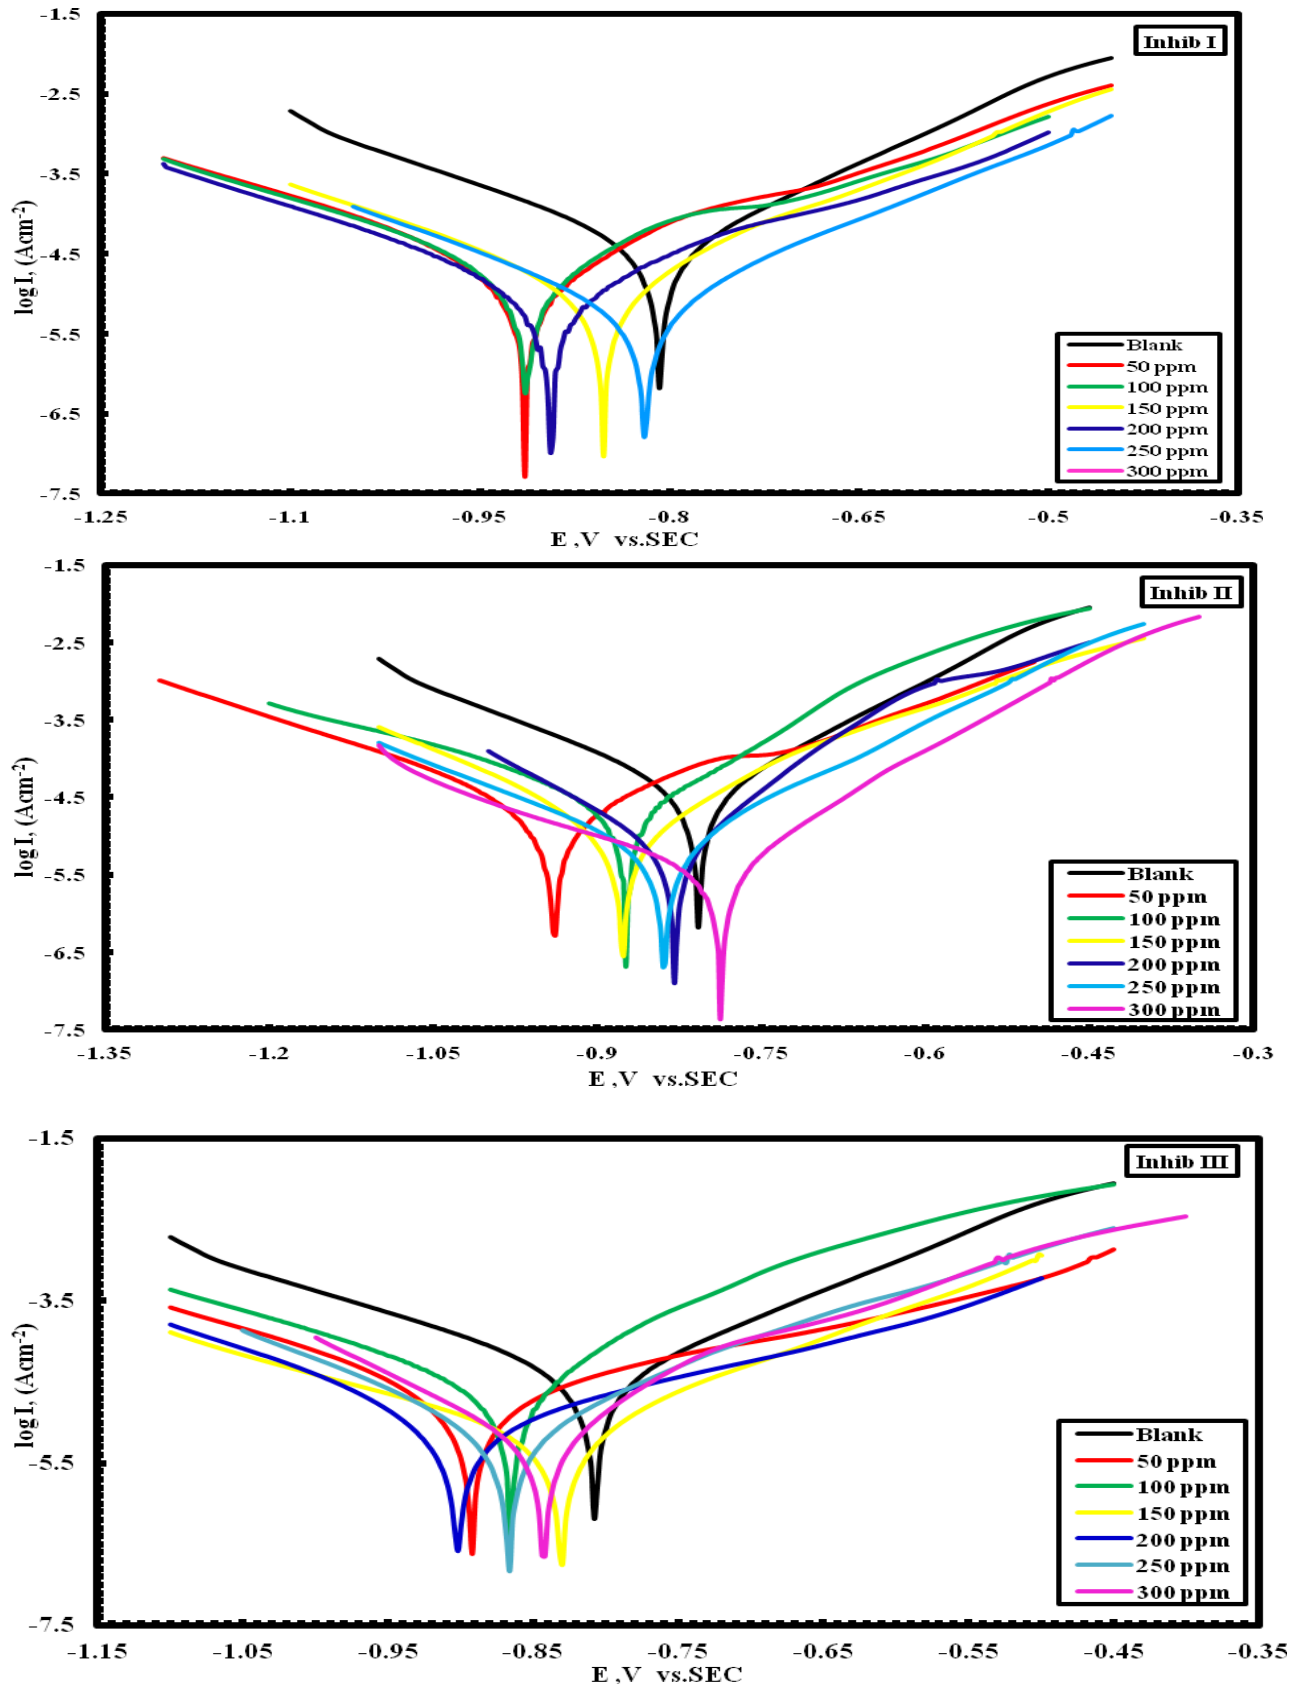 -1.5
Inhib I
-2.5
-3.5
-4.5
-5.5
-6.5
-7.5
log I, (Acm-2)
Blank
50 ppm
100 ppm
150 ppm
200 ppm
250 ppm
300 ppm
-1.25 -1.1 -0.95 -0.8 -0.65 -0.5 -0.35
E ,V vs.SEC
-1.5
Inhib II
-2.5
-3.5
-4.5
-5.5
-6.5
-7.5
log I, (Acm-2)
Blank
50 ppm
100 ppm
150 ppm
200 ppm
250 ppm
300 ppm
-1.35 -1.2 -1.05 -0.9 -0.75 -0.6 -0.45 -0.3
E ,V vs.SEC
-1.5
Inhib III
-3.5
-5.5
-7.5
log I, (Acm-2)
Blank
50 ppm
100 ppm
150 ppm
200 ppm
250 ppm
300 ppm
-1.15 -1.05 -0.95 -0.85 -0.75 -0.65 -0.55 -0.45 -0.35
E ,V vs.SEC